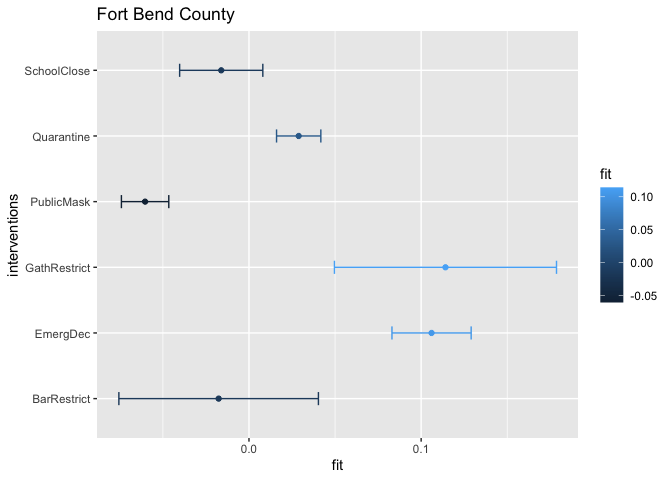 Fort Bend County
SchoolClose
Quarantine
PublicMask
GathRestrict
EmergDec
BarRestrict
interventions
0.0
0.1
fit
fit
0.10
0.05
0.00
-0.05